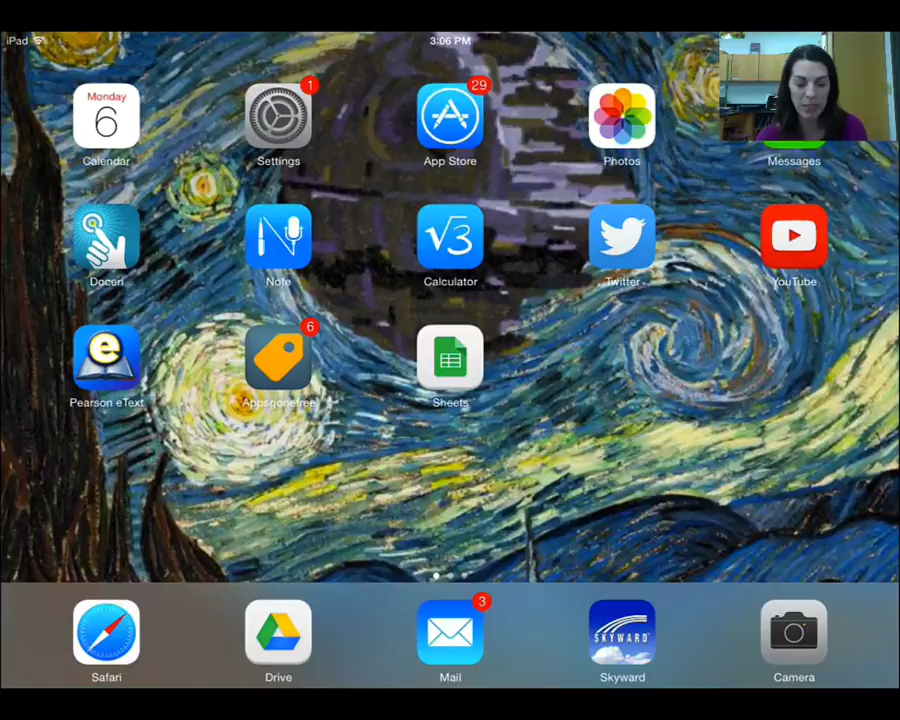 iPad
3:06 PM
Monday
6
1
29
Calendar
Settings
App Store
Photos
Messages
N
√3
Doceri
Note
Calculator
Twitter
YouTube
e
6
Pearson eText
Appsgonefree
Sheets
3
SKYWARD
Safari
Drive
Mail
Skyward
Camera